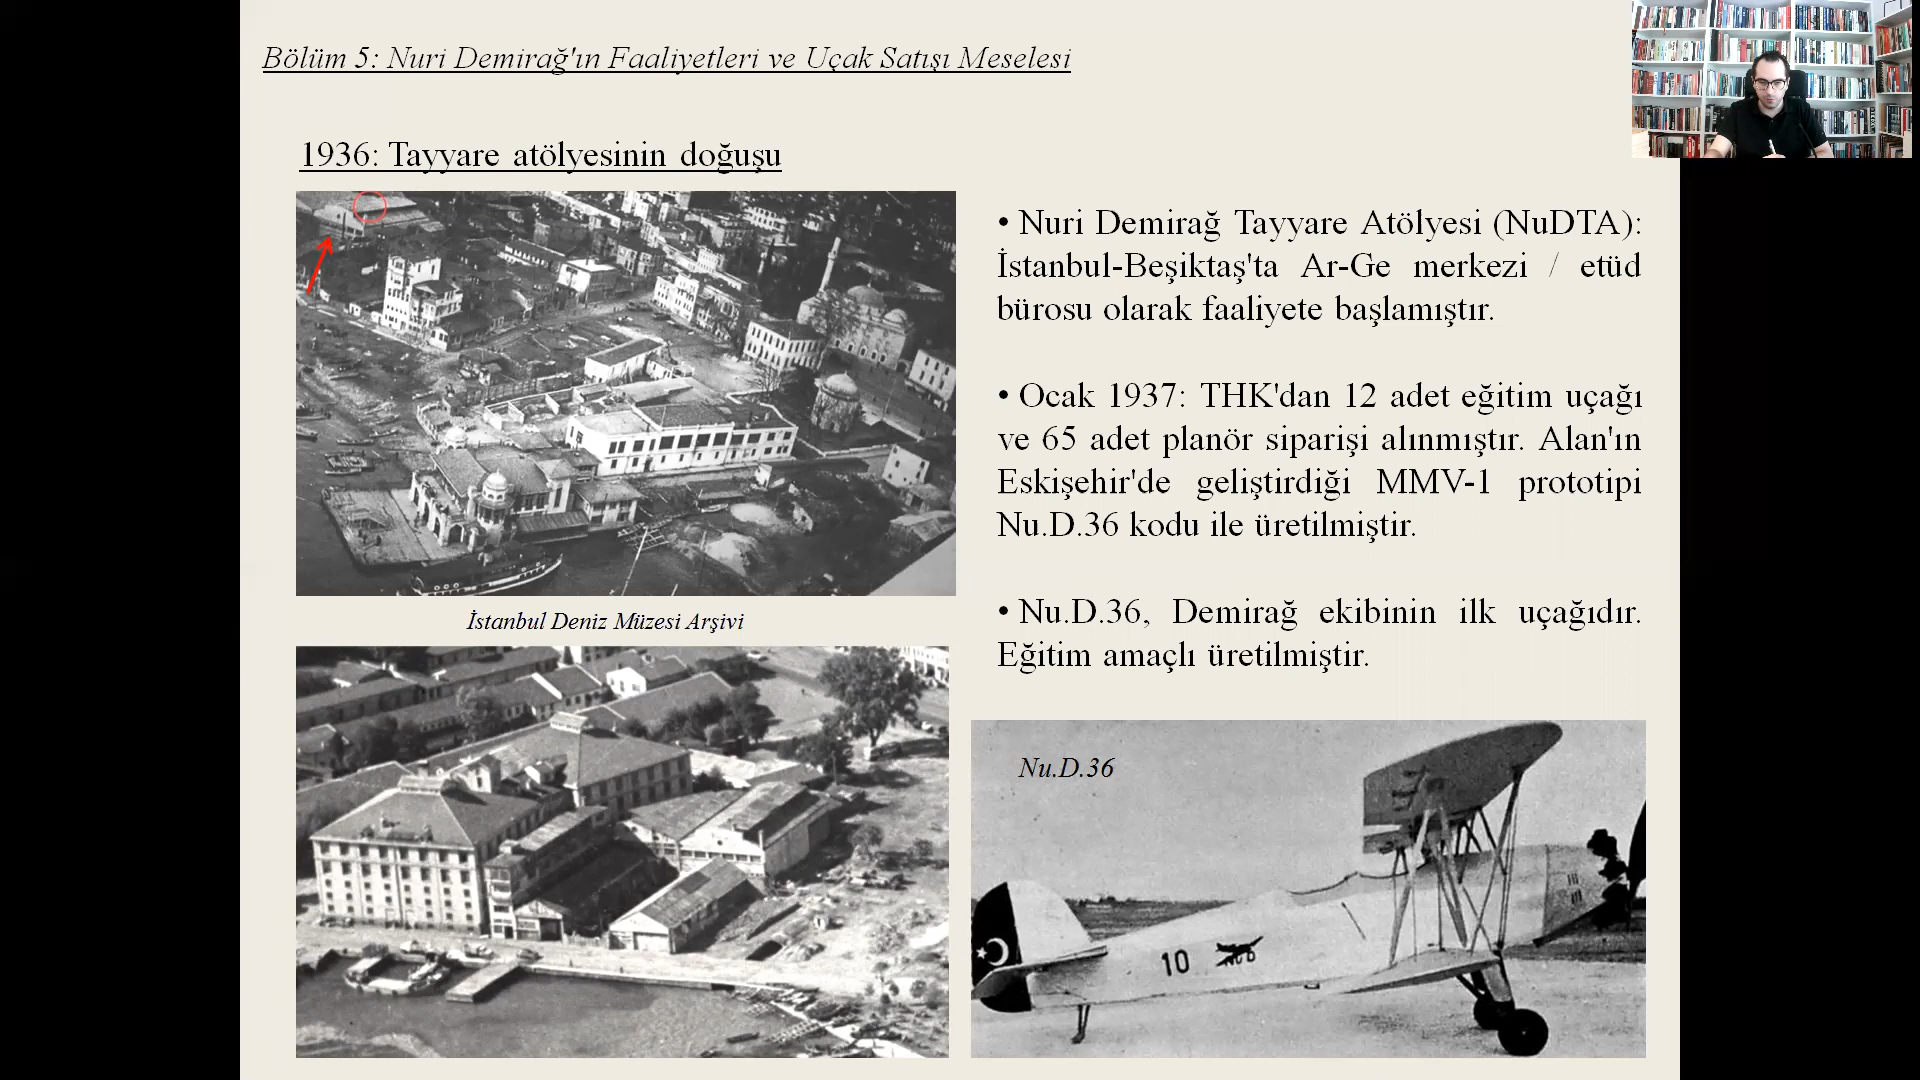 Bölüm 5: Nuri Demirağ'ın Faaliyetleri ve Uçak Satışı Meselesi
1936: Tayyare atölyesinin doğuşu
• Nuri Demirağ Tayyare Atölyesi (NuDTA):
İstanbul-Beşiktaş'ta Ar-Ge merkezi / etüd
bürosu olarak faaliyete başlamıştır.
• Ocak 1937: THK'dan 12 adet eğitim uçağı
ve 65 adet planör siparişi alınmıştır. Alan'ın
Eskişehir'de geliştirdiği MMV-1 prototipi
Nu.D.36 kodu ile üretilmiştir.
• Nu.D.36, Demirağ ekibinin ilk uçağıdır.
Eğitim amaçlı üretilmiştir.
İstanbul Deniz Müzesi Arşivi
Nu.D.36
10